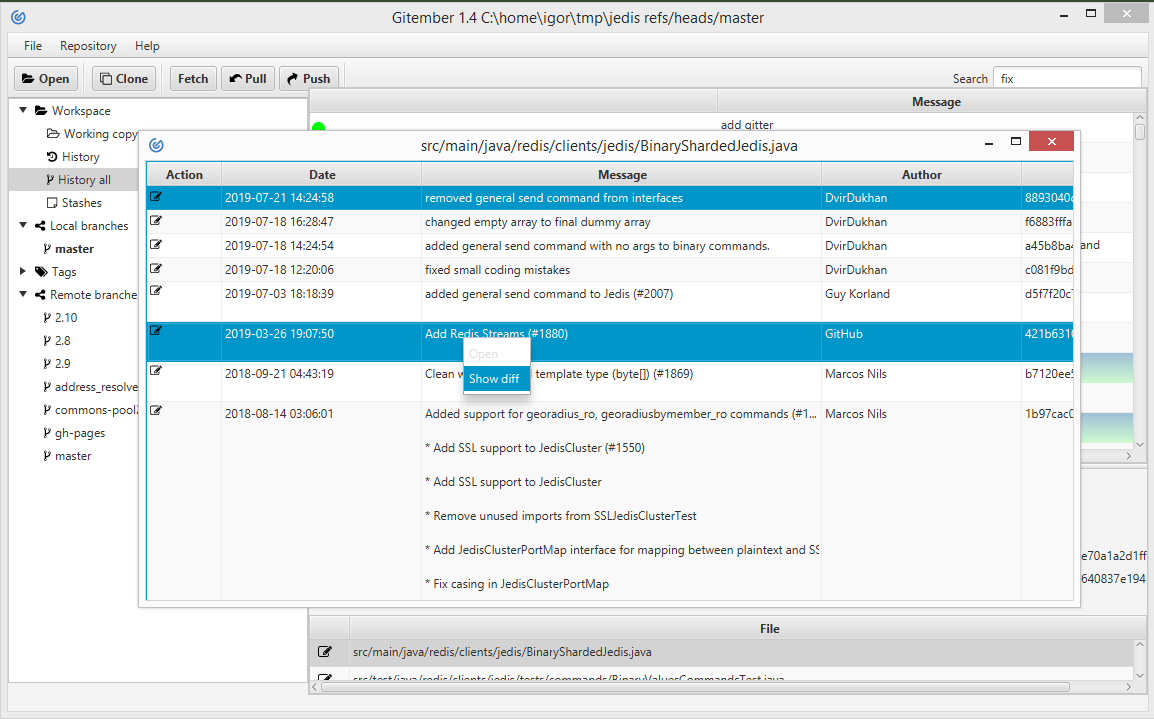 Gitember 1.4 C:\home\igor\tmp\jedis refs/heads/master
File Repository Help
Open Clone Fetch Pull Push Search fix
Message
add gitter
Workspace
Working copy
History
History all
Stashes
Local branches
master
Tags
Remote branche
2.10
2.8
2.9
address_resolve
commons-pool2
gh-pages
master
src/main/java/redis/clients/jedis/BinaryShardedJedis.java
Action Date Message Author
2019-07-21 14:24:58 removed general send command from interfaces DvirDukhan 8893040c
2019-07-18 16:28:47 changed empty array to final dummy array DvirDukhan f6883fffa
2019-07-18 14:24:54 added general send command with no args to binary commands. DvirDukhan a45b8ba4
and
2019-07-18 12:20:06 fixed small coding mistakes DvirDukhan c081f9bd
2019-07-03 18:18:39 added general send command to Jedis (#2007) Guy Korland d5f7f20c7
2019-03-26 19:07:50 Add Redis Streams (#1880) GitHub 421b6310
Open
Show diff
2018-09-21 04:43:19 Clean template type (byte[]) (#1869) Marcos Nils b7120ee5
2018-08-14 03:06:01 Added support for georadius_ro, georadiusbymember_ro commands (#1... Marcos Nils 1b97cac0
* Add SSL support to JedisCluster (#1550)
* Add SSL support to JedisCluster
* Remove unused imports from SSLJedisClusterTest
* Add JedisClusterPortMap interface for mapping between plaintext and SS
* Fix casing in JedisClusterPortMap
e70a1a2d1ff
640837e194
File
src/main/java/redis/clients/jedis/BinaryShardedJedis.java
src/test/java/redis/clients/jedis/tests/commands/BinaryValuesCommandsTest.java